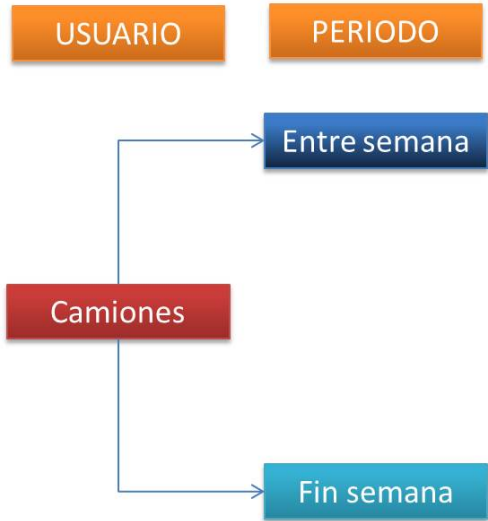 USUARIO
PERIODO
Entre semana
Camiones
Fin semana